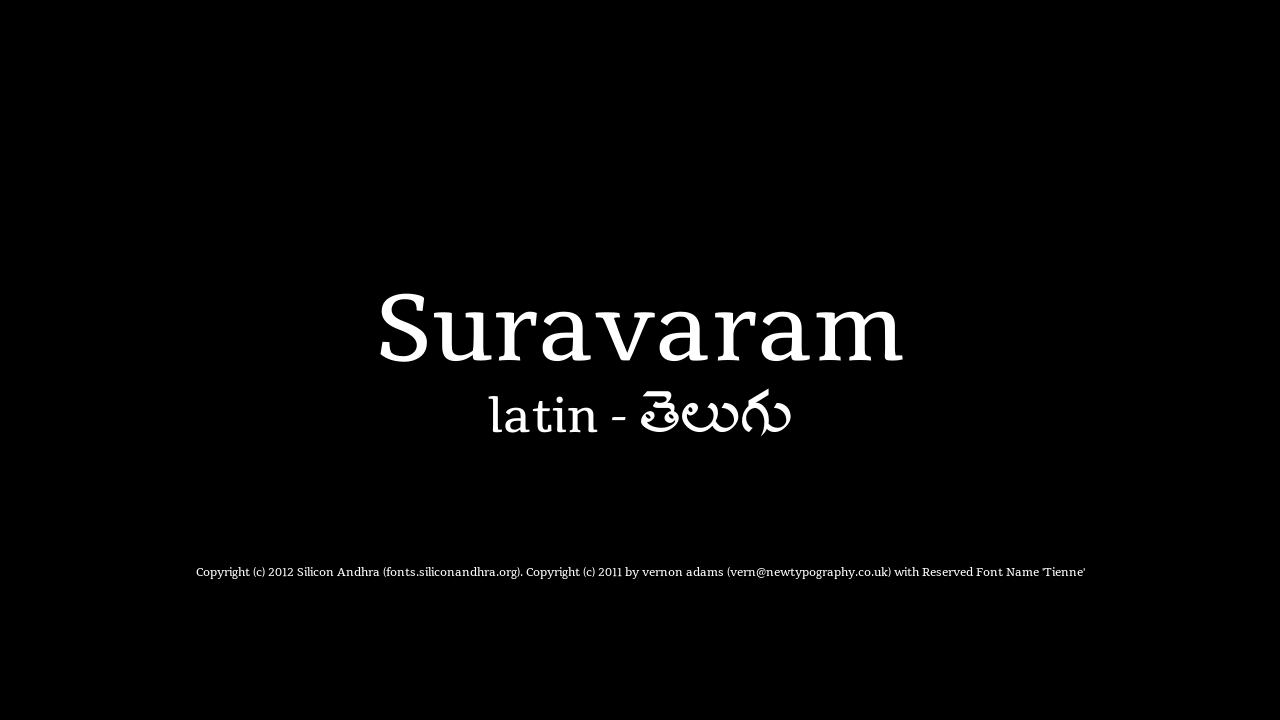 Suravaram
latin - తెలుగు
Copyright (c) 2012 Silicon Andhra (fonts.siliconandhra.org). Copyright (c) 2011 by vernon adams (vern@newtypography.co.uk) with Reserved Font Name 'Tienne'